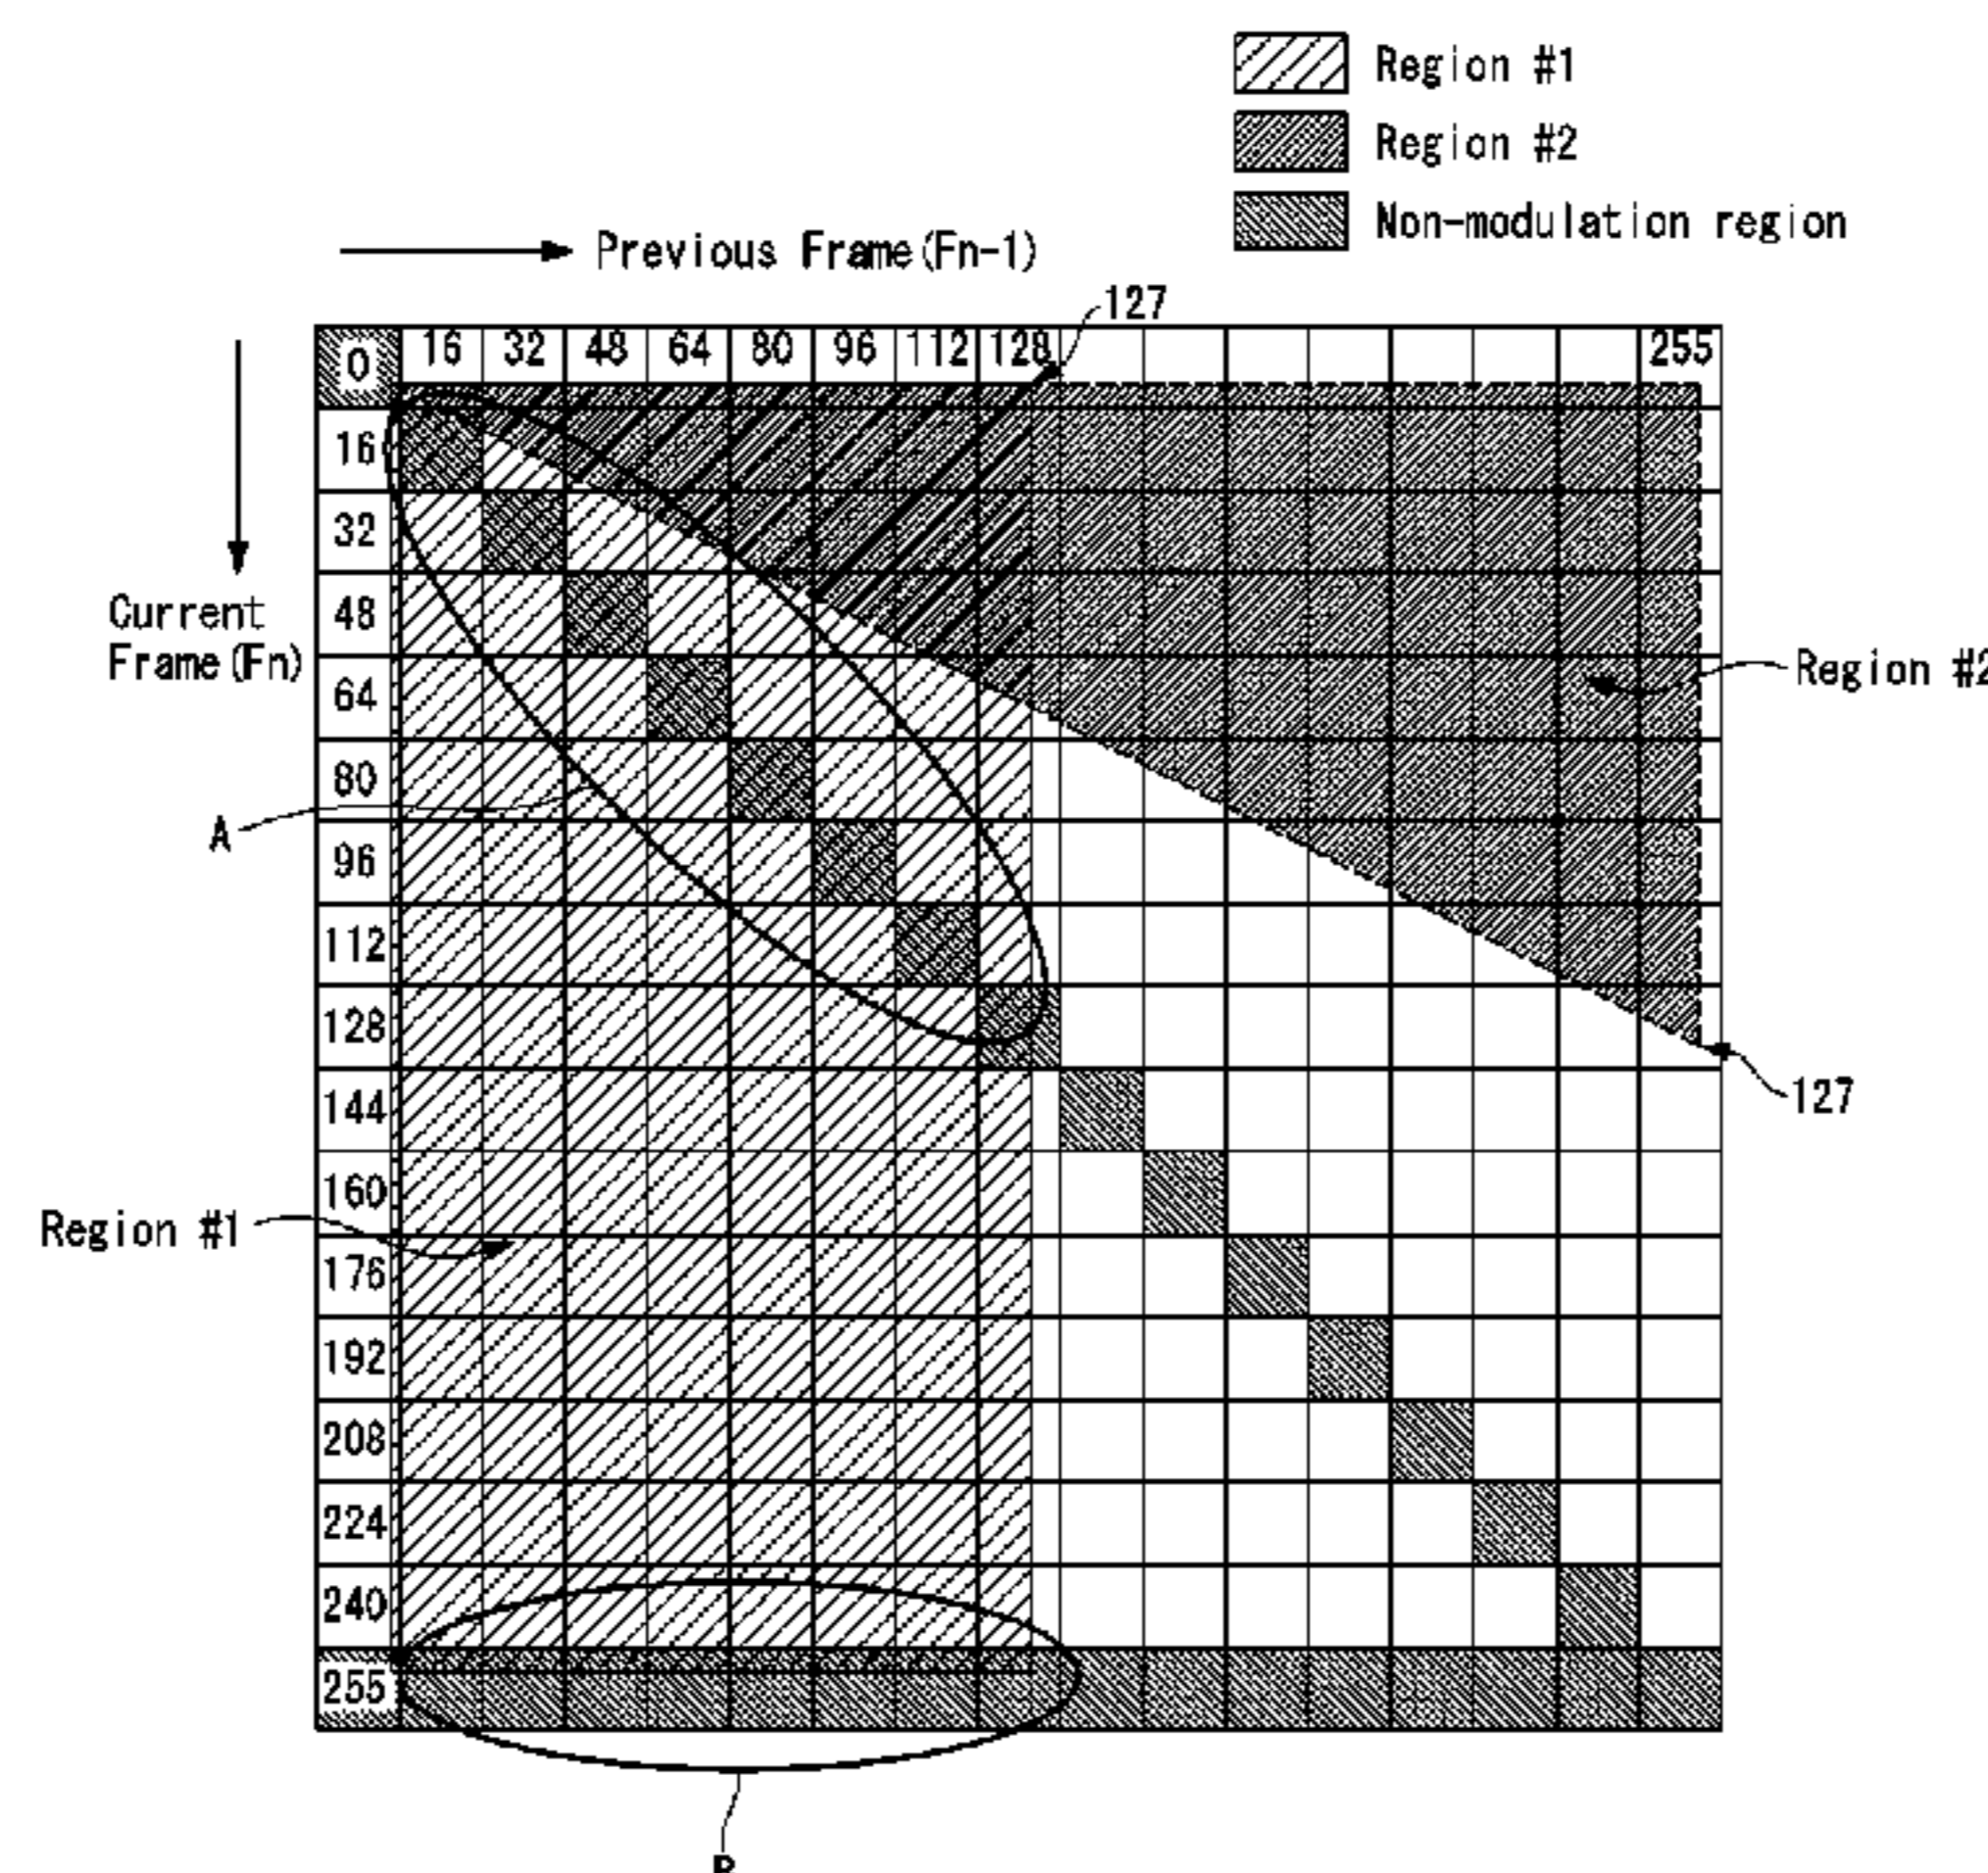 Region #1
Region #2
Non-modulation region
Previous Frame(Fn-1)
127
0 16 32 48 64 80 96 112 128 255
16
32
48
Current
Frame(Fn)
Region #2
64
80
A
96
112
128
127
144
160
Region #1
176
192
208
224
240
255
B